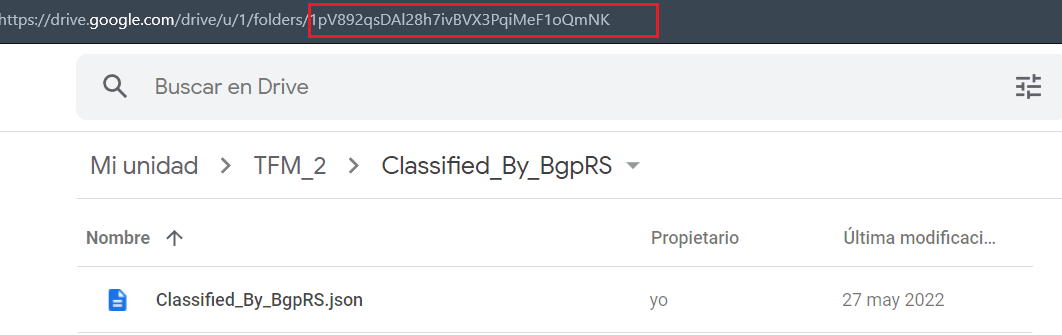 https://drive.google.com/drive/u/1/folders/1pV892qsDAl28h7ivBVX3PqiMeF1oQmNK
Buscar en Drive
Mi unidad > TFM_2 > Classified_By_BgpRS
Nombre ↑ Propietario Última modificaci...
Classified_By_BgpRS.json yo 27 may 2022